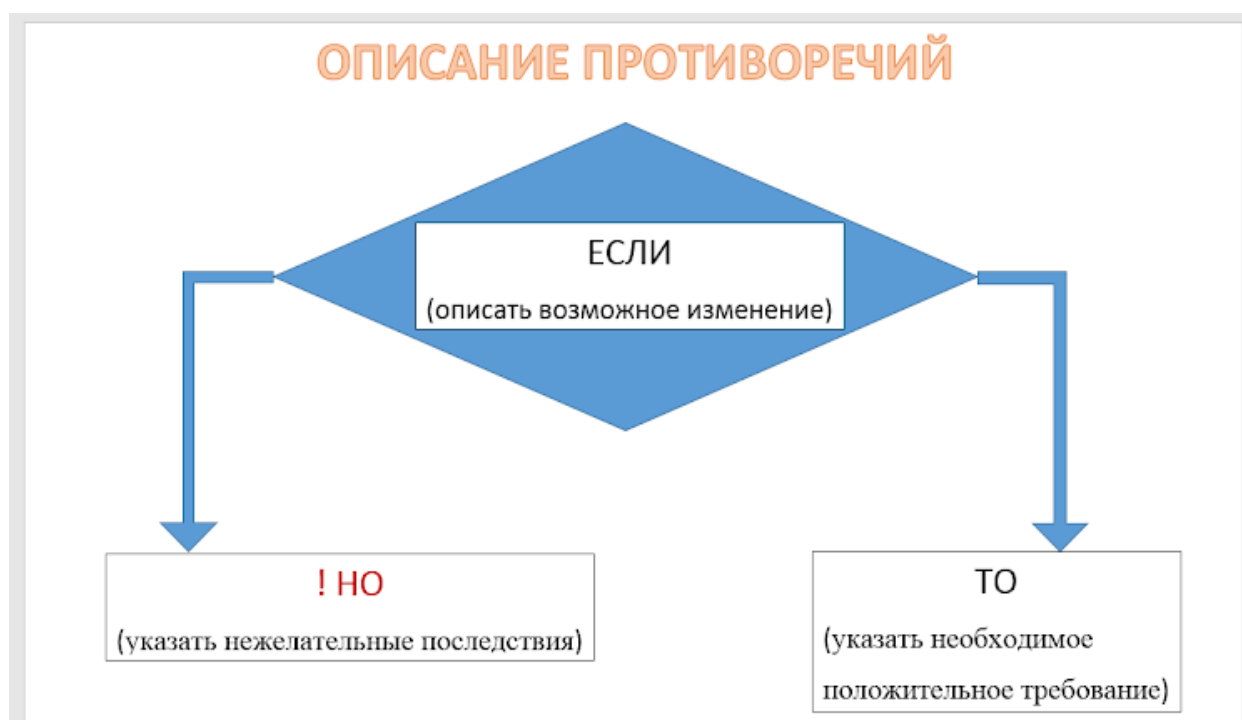 ОПИСАНИЕ ПРОТИВОРЕЧИЙ
ЕСЛИ
(описать возможное изменение)
! НО
(указать нежелательные последствия)
ТО
(указать необходимое
положительное требование)